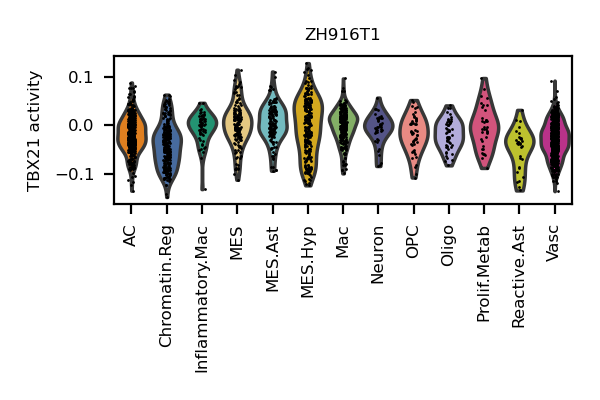 ZH916T1
TBX21 activity
0.1
0.0
−0.1
AC
Chromatin.Reg
Inflammatory.Mac
MES
MES.Ast
MES.Hyp
Mac
Neuron
OPC
Oligo
Prolif.Metab
Reactive.Ast
Vasc